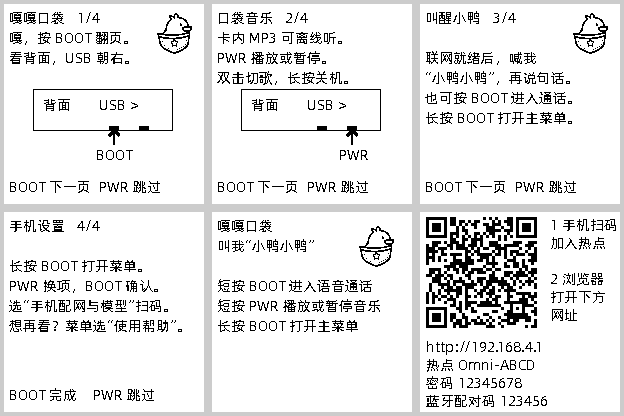 嘎嘎口袋 1/4
嘎，按 BOOT 翻页。
看背面，USB 朝右。
背面 USB >
BOOT
BOOT 下一页 PWR 跳过
口袋音乐 2/4
卡内 MP3 可离线听。
PWR 播放或暂停。
双击切歌，长按关机。
背面 USB >
PWR
BOOT 下一页 PWR 跳过
叫醒小鸭 3/4
联网就绪后，喊我
“小鸭小鸭”，再说句话。
也可按 BOOT 进入通话。
长按 BOOT 打开主菜单。
BOOT 下一页 PWR 跳过
手机设置 4/4
长按 BOOT 打开菜单。
PWR 换项，BOOT 确认。
选“手机配网与模型”扫码。
想再看？菜单选“使用帮助”。
BOOT 完成 PWR 跳过
嘎嘎口袋
叫我“小鸭小鸭”
短按 BOOT 进入语音通话
短按 PWR 播放或暂停音乐
长按 BOOT 打开主菜单
1 手机扫码
加入热点
2 浏览器
打开下方
网址
http://192.168.4.1
热点 Omni-ABCD
密码 12345678
蓝牙配对码 123456